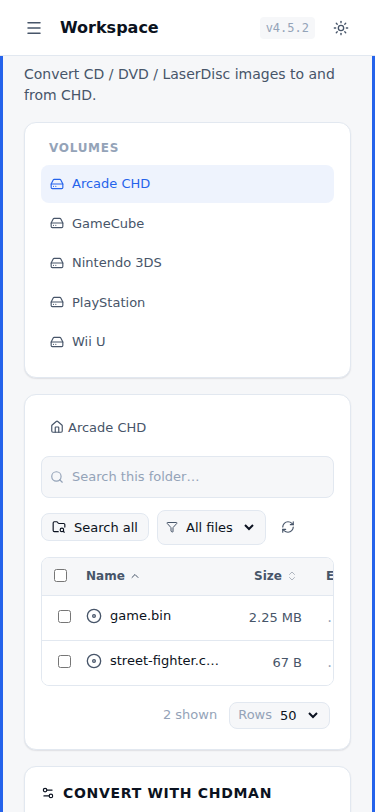 Workspace
v4.5.2
Convert CD / DVD / LaserDisc images to and
from CHD.
VOLUMES
Arcade CHD
GameCube
Nintendo 3DS
PlayStation
Wii U
Arcade CHD
Search this folder…
Search all
All files
Name
Size
E
game.bin
2.25 MB
.
street-fighter.c…
67 B
.
2 shown
Rows 50
CONVERT WITH CHDMAN